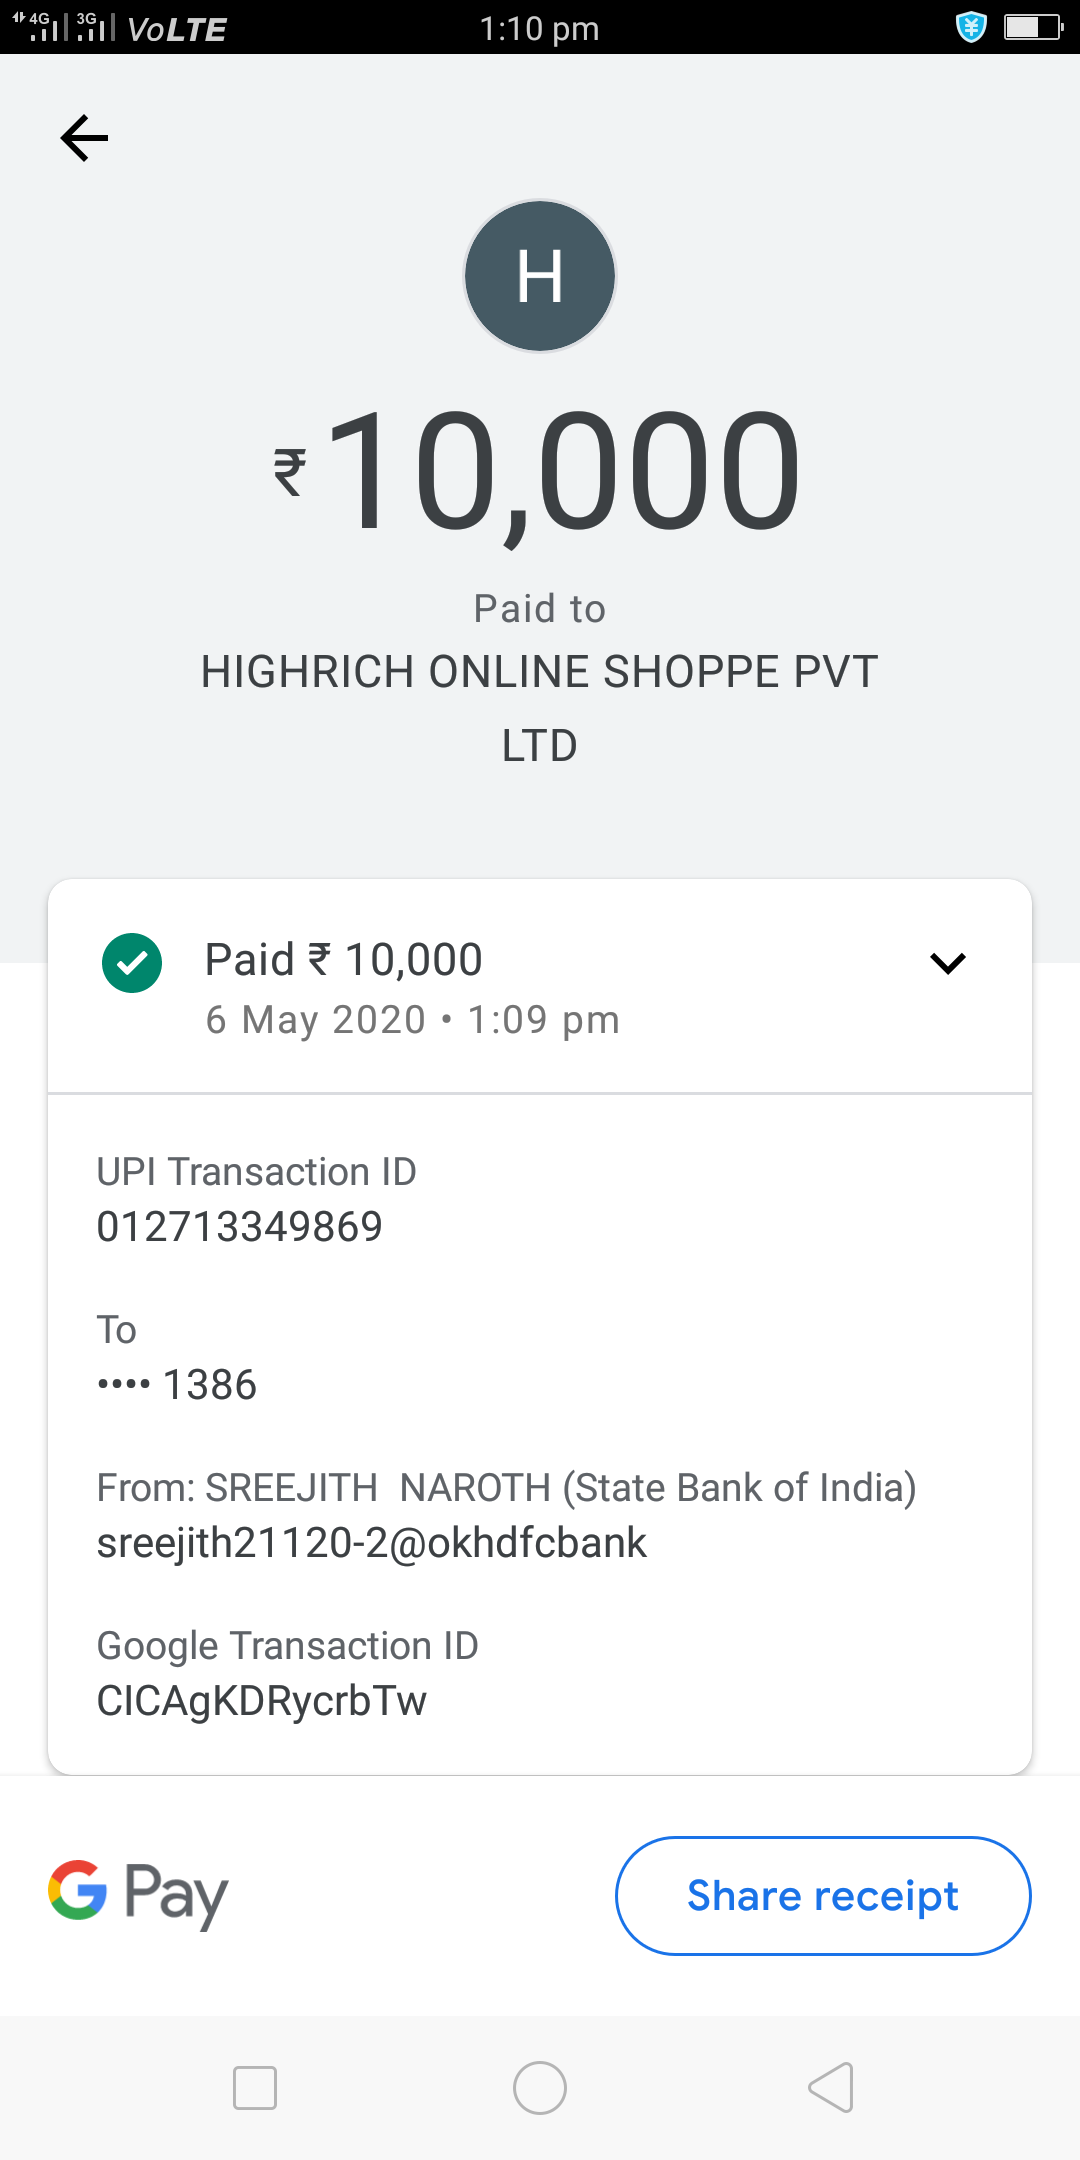 4G 3G VoLTE 1:10 pm
H
₹10,000
Paid to
HIGHRICH ONLINE SHOPPE PVT
LTD
Paid ₹ 10,000
6 May 2020 • 1:09 pm
UPI Transaction ID
012713349869
To
•••• 1386
From: SREEJITH  NAROTH (State Bank of India)
sreejith21120-2@okhdfcbank
Google Transaction ID
CICAgKDRycrbTw
G Pay
Share receipt